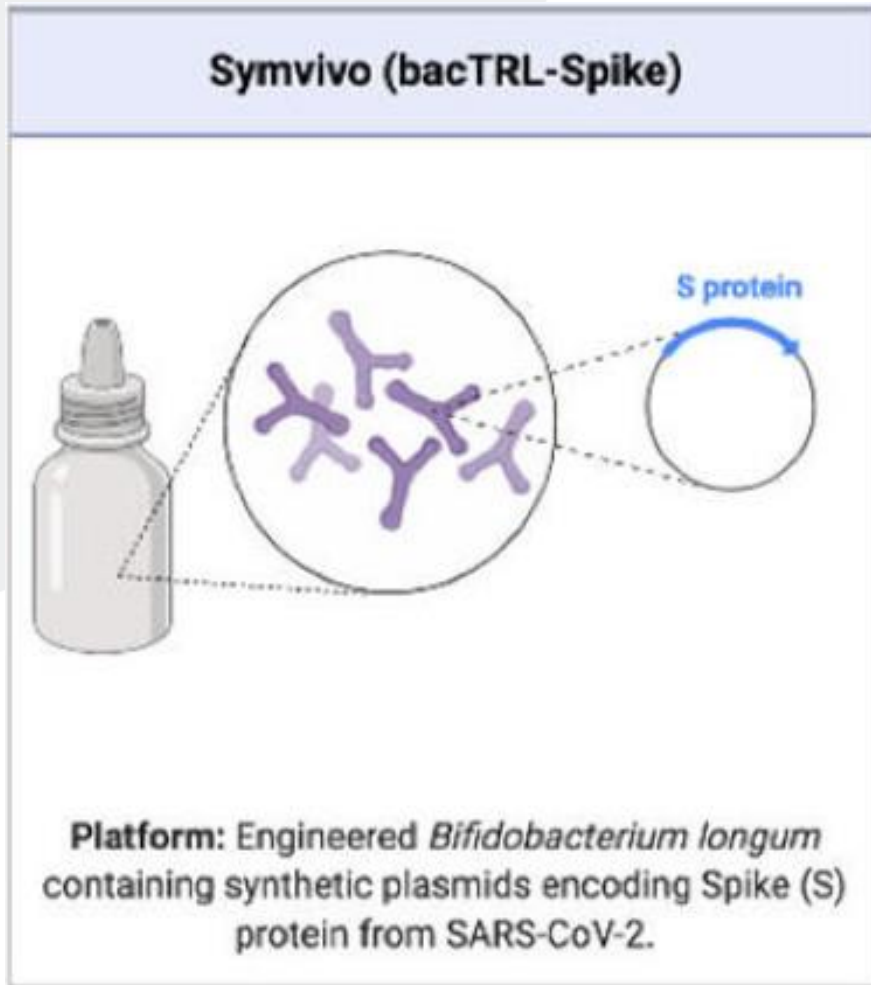 Symvivo (bacTRL-Spike)
S protein
Platform: Engineered Bifidobacterium longum
containing synthetic plasmids encoding Spike (S)
protein from SARS-CoV-2.